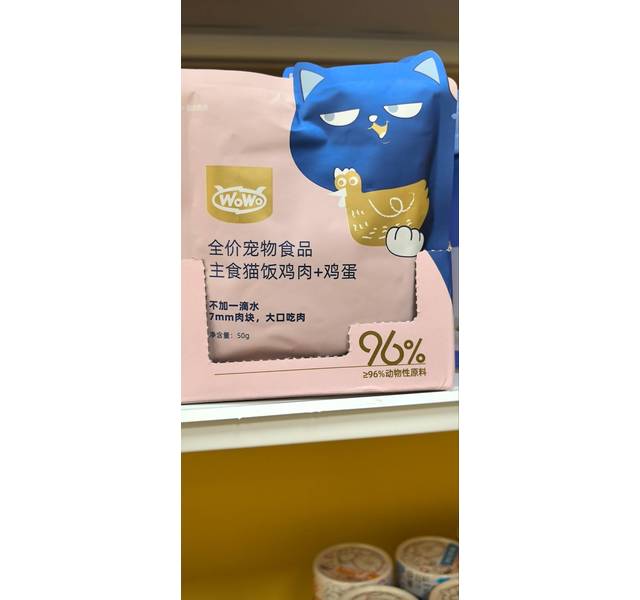 WoWo
全价宠物食品
主食猫饭鸡肉+鸡蛋
不加一滴水
7mm肉块，大口吃肉
净含量：50g
96%
≥96%动物性原料